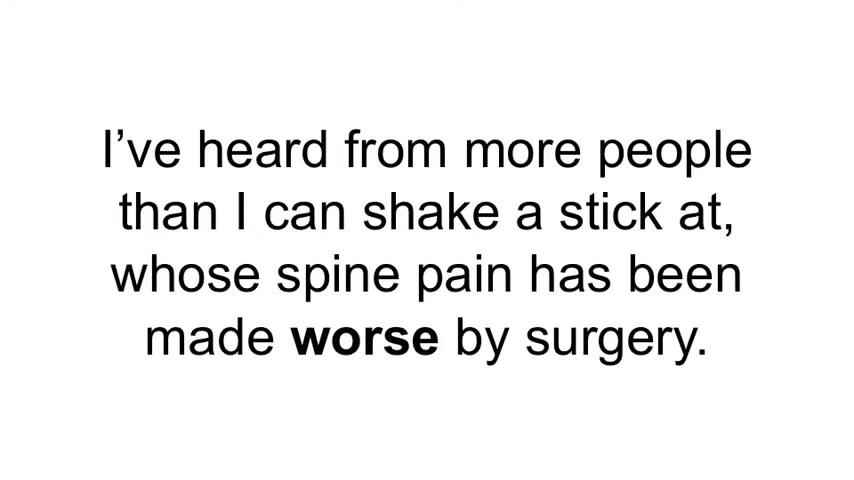 I’ve heard from more people
than I can shake a stick at,
whose spine pain has been
made worse by surgery.